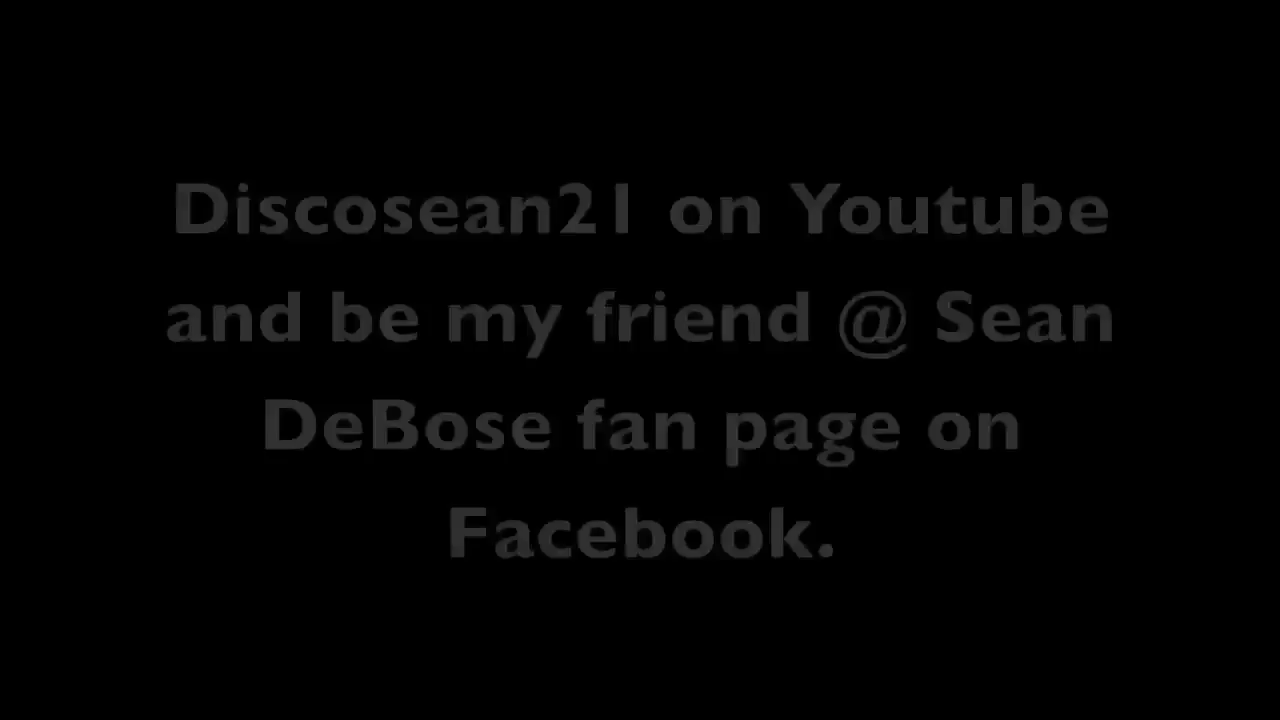 Discosean21 on Youtube
and be my friend @ Sean
DeBose fan page on
Facebook.